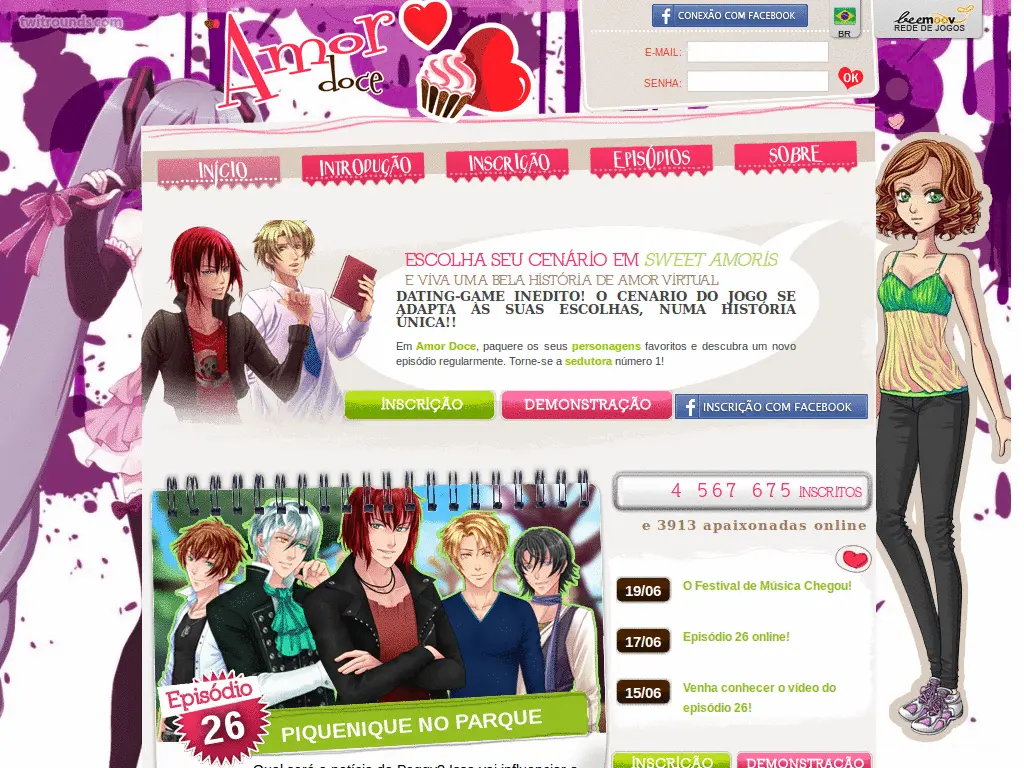 twitrounds.com
Amor
doce
CONEXÃO COM FACEBOOK
BR
beemoov
REDE DE JOGOS
E-MAIL:
SENHA:
OK
INÍCIO
INTRODUÇÃO
INSCRIÇÃO
EPISÓDIOS
SOBRE
ESCOLHA SEU CENÁRIO EM SWEET AMORIS
E VIVA UMA BELA HISTÓRIA DE AMOR VIRTUAL
DATING-GAME INEDITO! O CENARIO DO JOGO SE
ADAPTA ÀS SUAS ESCOLHAS, NUMA HISTÓRIA
ÚNICA!!
Em Amor Doce, paquere os seus personagens favoritos e descubra um novo
episódio regularmente. Torne-se a sedutora número 1!
INSCRIÇÃO
DEMONSTRAÇÃO
INSCRIÇÃO COM FACEBOOK
4 567 675 INSCRITOS
e 3913 apaixonadas online
19/06 O Festival de Música Chegou!
17/06 Episódio 26 online!
15/06 Venha conhecer o vídeo do
episódio 26!
Episódio
26
PIQUENIQUE NO PARQUE
INSCRIÇÃO
DEMONSTRAÇÃO